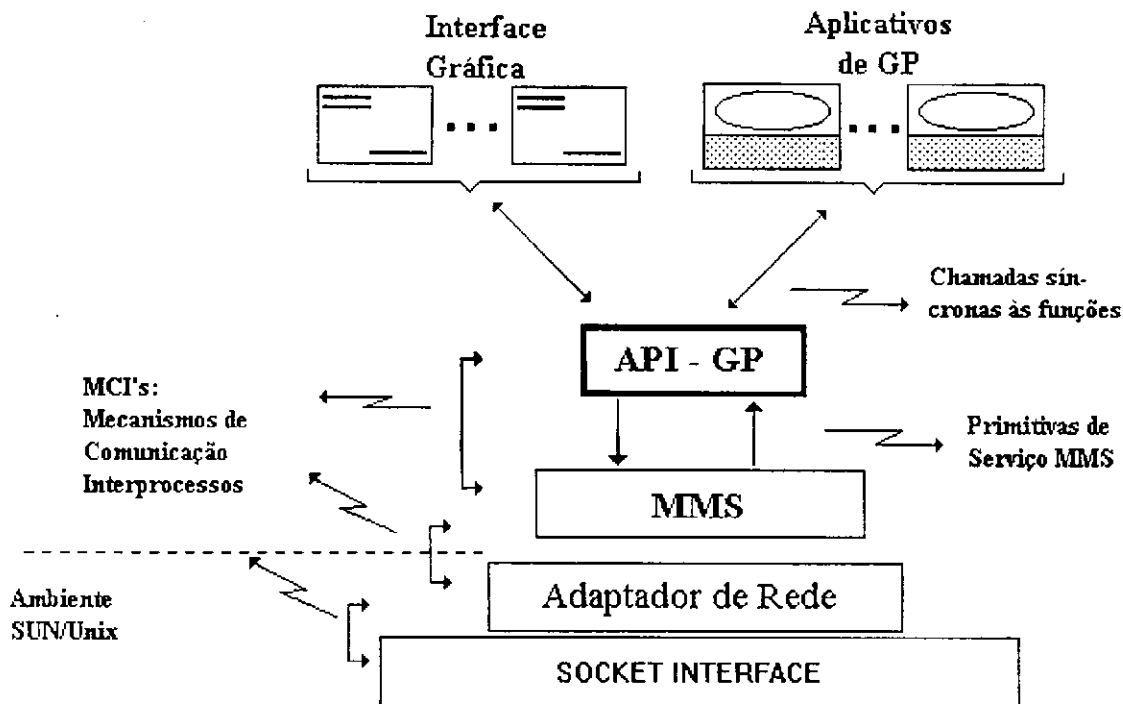 Interface
Gráfica
Aplicativos
de GP
Chamadas sín-
cronas às funções
API - GP
MCI's:
Mecanismos de
Comunicação
Interprocessos
Primitivas de
Serviço MMS
MMS
Adaptador de Rede
Ambiente
SUN/Unix
SOCKET INTERFACE